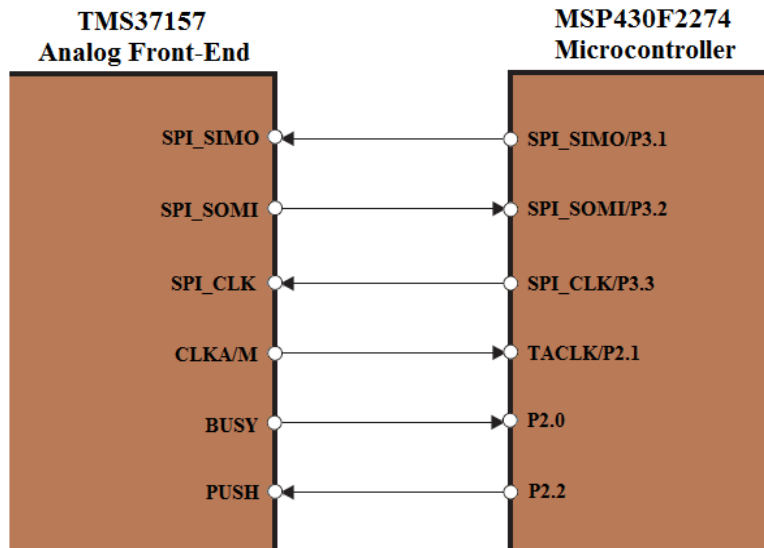 TMS37157
Analog Front-End
MSP430F2274
Microcontroller
SPI_SIMO
SPI_SIMO/P3.1
SPI_SOMI
SPI_SOMI/P3.2
SPI_CLK
SPI_CLK/P3.3
CLKA/M
TACLK/P2.1
BUSY
P2.0
PUSH
P2.2